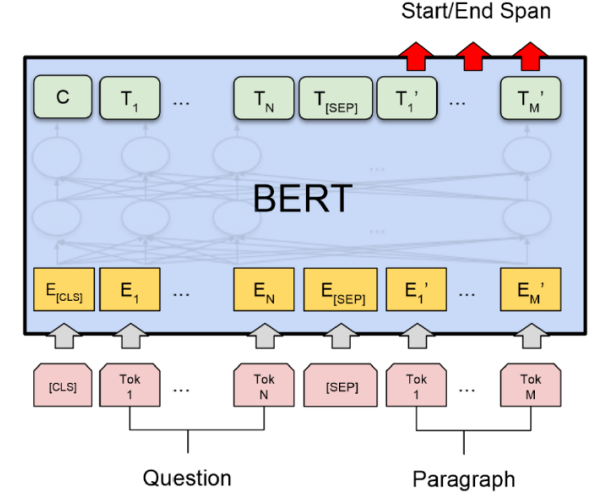 Start/End Span
C T1 ... TN T[SEP] T1' ... TM'
...
BERT
...
E[CLS] E1 ... EN E[SEP] E1' ... EM'
[CLS] Tok 1 ... Tok N [SEP] Tok 1 ... Tok M
Question Paragraph